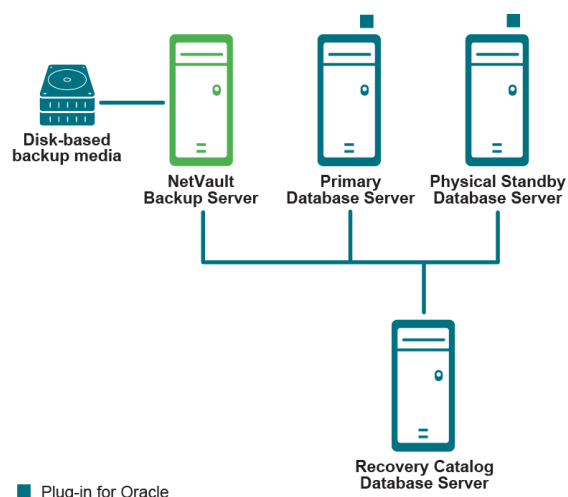 Disk-based
backup media
NetVault
Backup Server
Primary
Database Server
Physical Standby
Database Server
Recovery Catalog
Database Server
Plug-in for Oracle